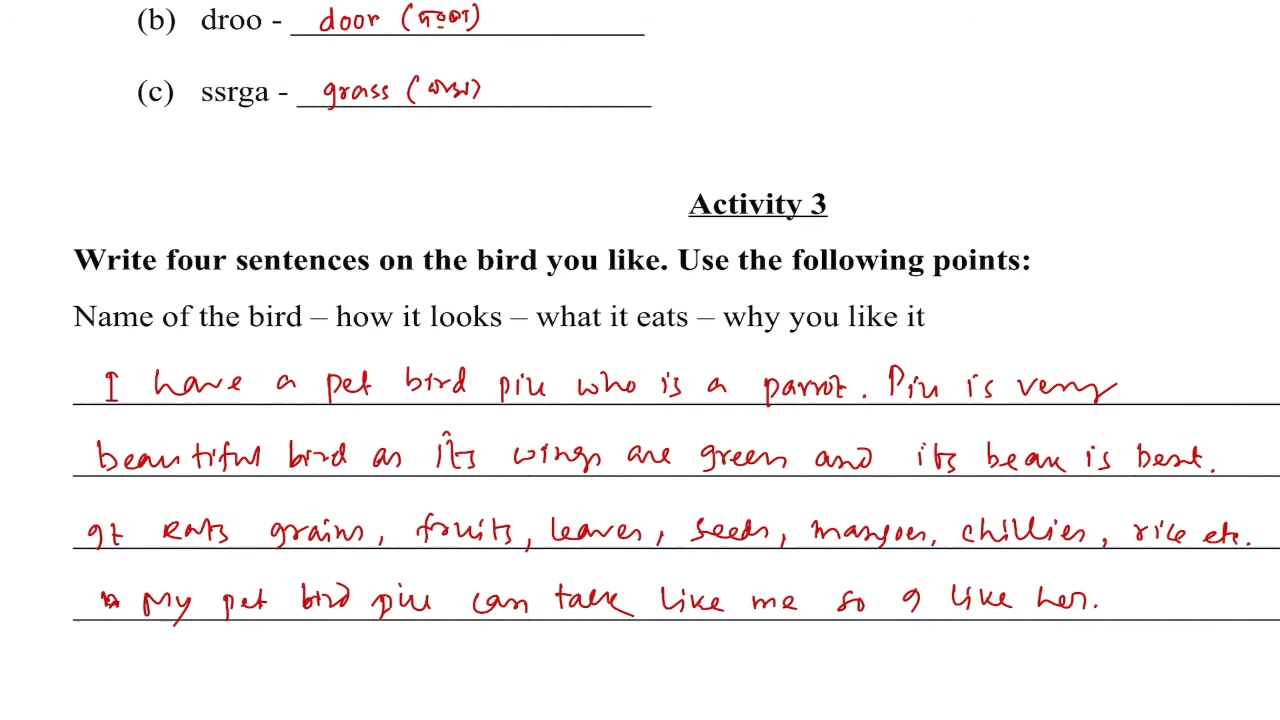 (b) droo - door (দরজা)
(c) ssrga - grass (ঘাস)
Activity 3
Write four sentences on the bird you like. Use the following points:
Name of the bird – how it looks – what it eats – why you like it
I have a pet bird piu who is a parrot. Piu is very
beautiful bird as its wings are green and its beak is bent.
It eats grains, fruits, leaves, seeds, mangoes, chillies, rice etc.
My pet bird piu can talk like me so I like her.